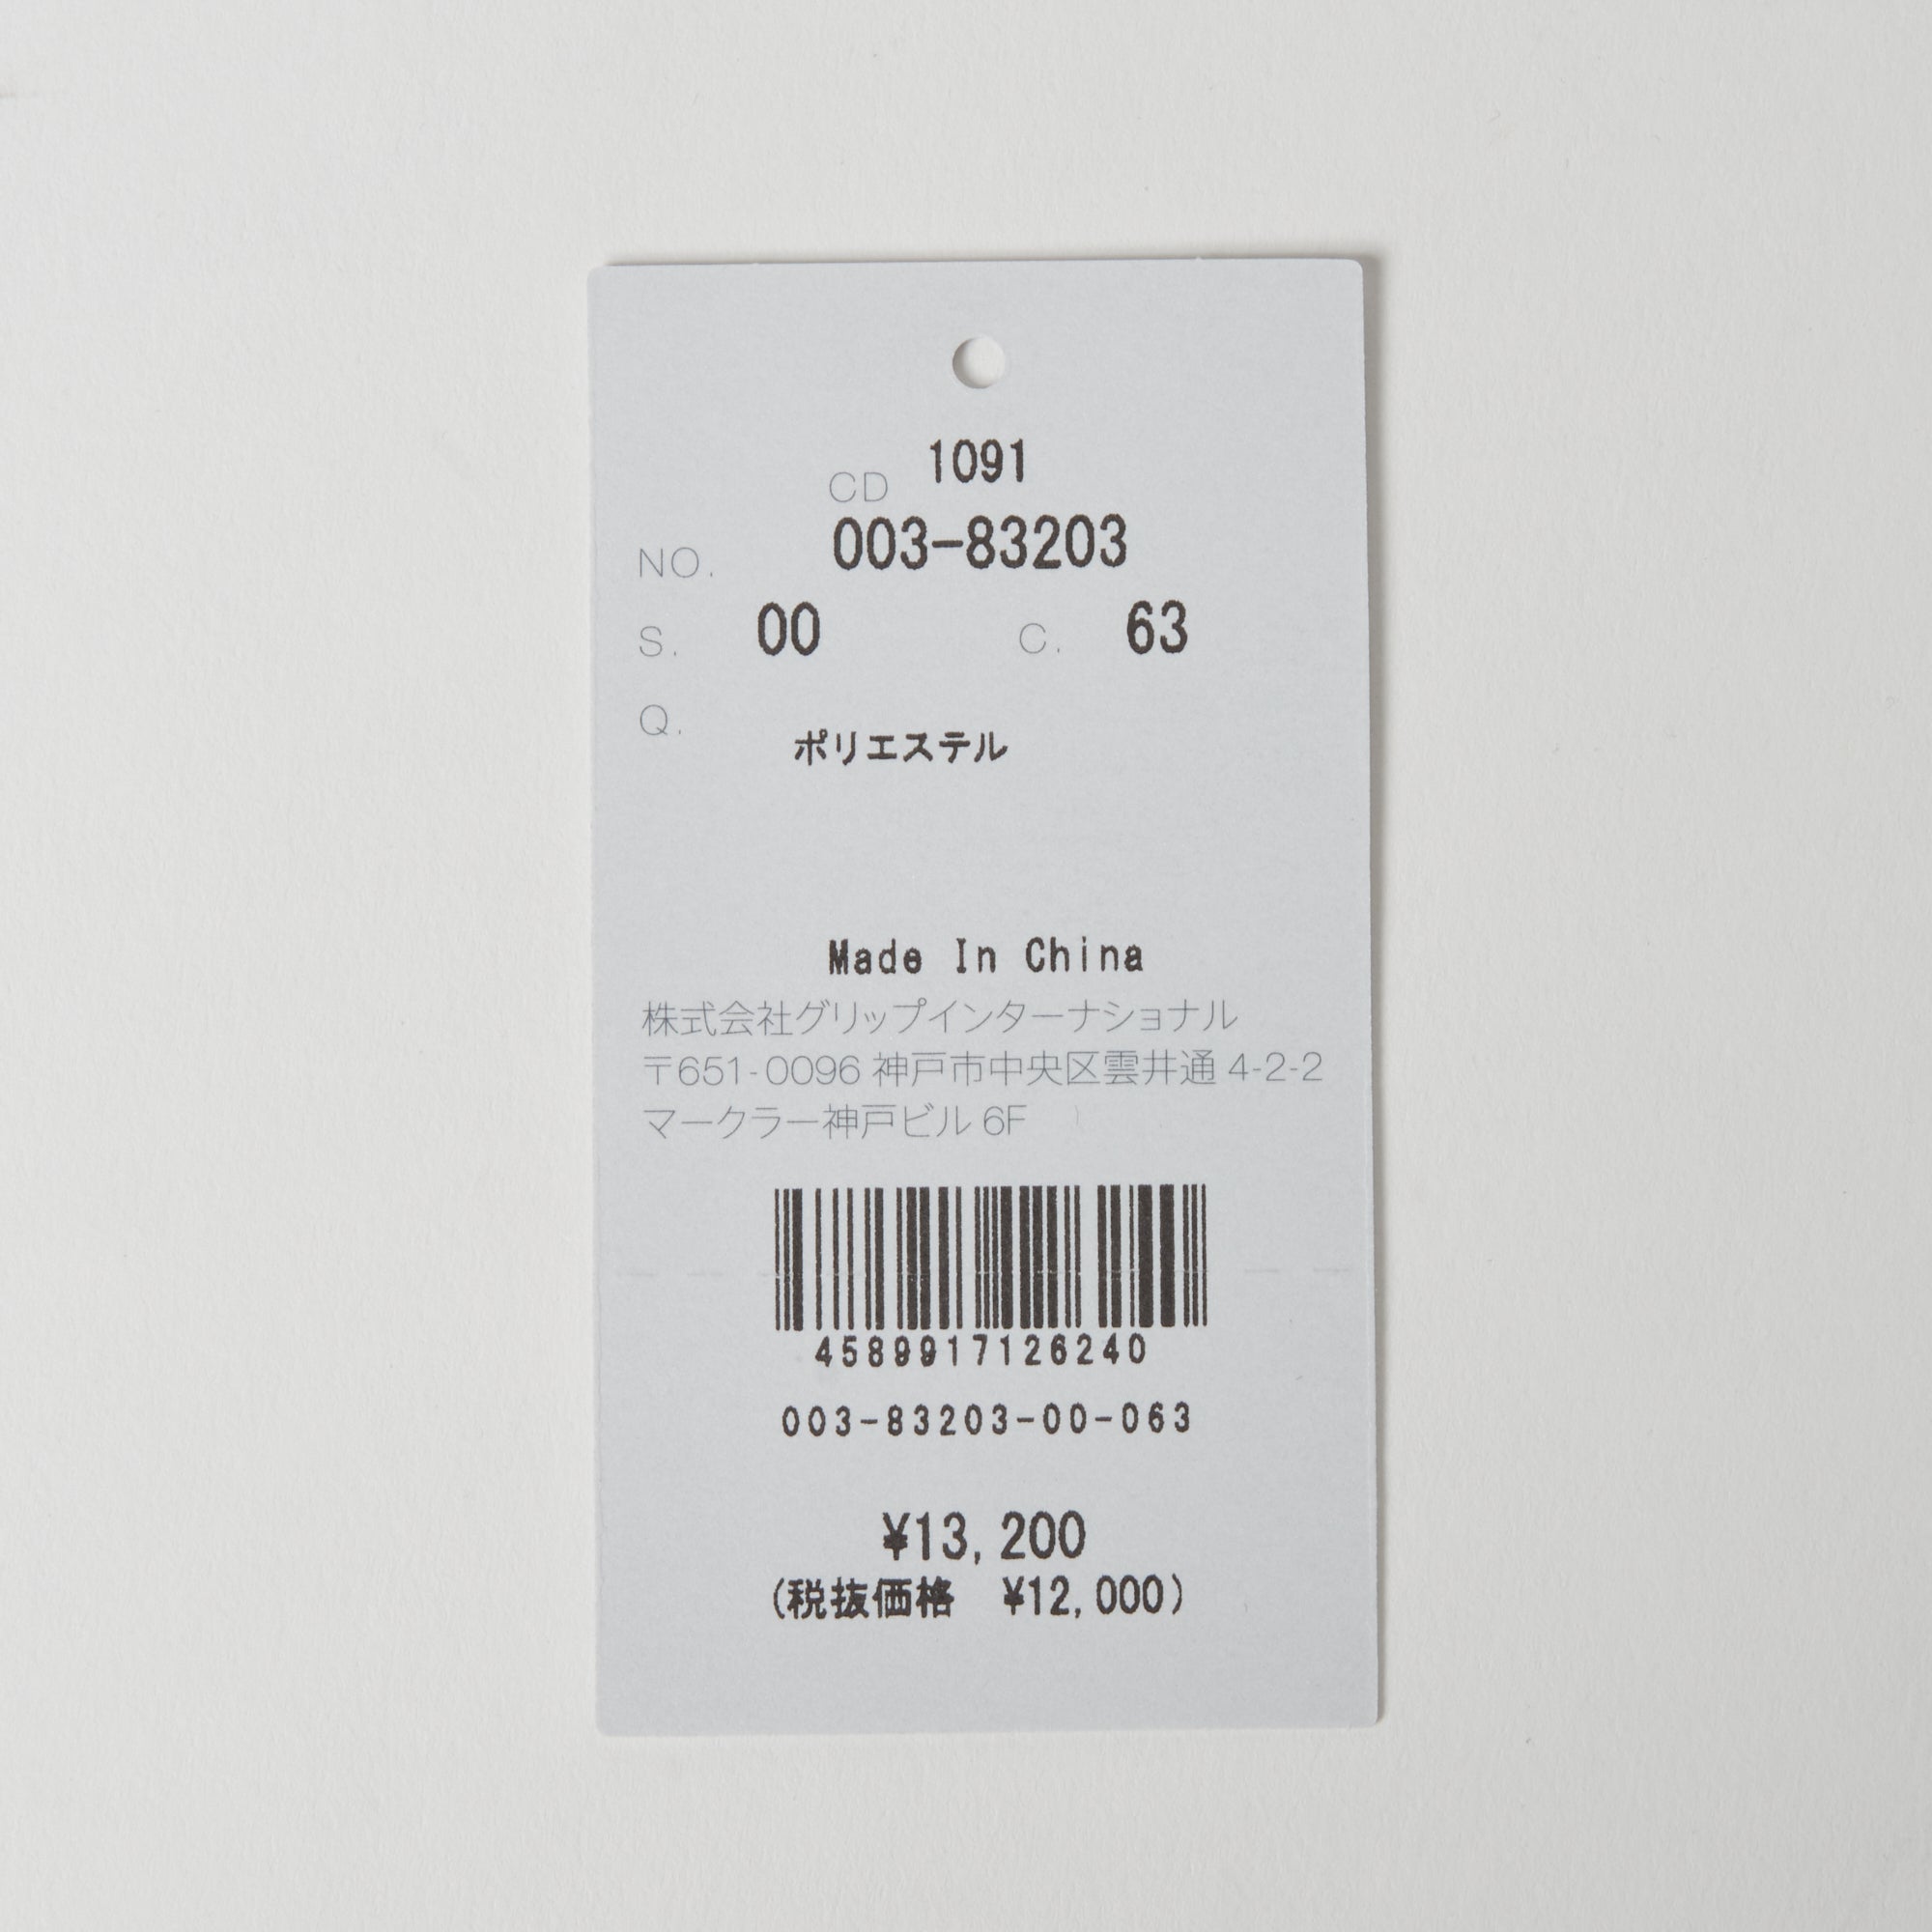 CD 1091
NO. 003-83203
S. 00 C. 63
Q. ポリエステル
Made In China
株式会社グリップインターナショナル
〒651-0096 神戸市中央区雲井通 4-2-2
マークラー神戸ビル 6F
4589917126240
003-83203-00-063
¥13,200
(税抜価格 ¥12,000)